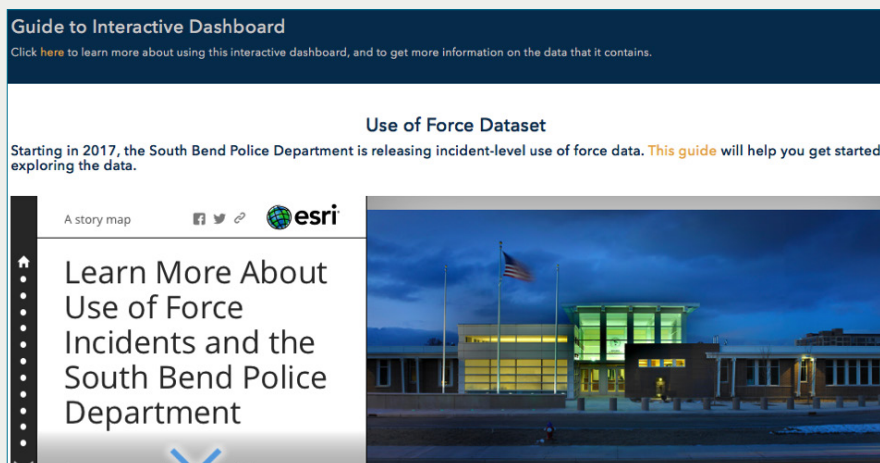 Guide to Interactive Dashboard
Click here to learn more about using this interactive dashboard, and to get more information on the data that it contains.
Use of Force Dataset
Starting in 2017, the South Bend Police Department is releasing incident-level use of force data. This guide will help you get started
exploring the data.
A story map
esri
Learn More About
Use of Force
Incidents and the
South Bend Police
Department